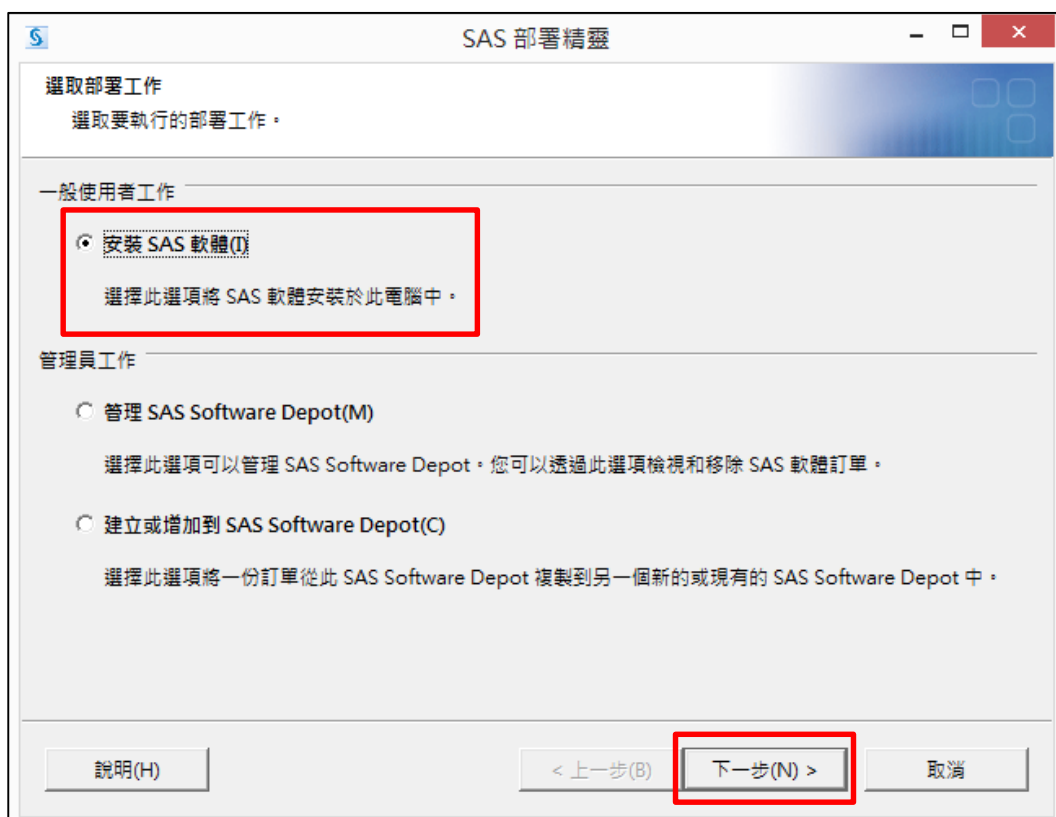 SAS 部署精靈
選取部署工作
選取要執行的部署工作。
一般使用者工作
安裝 SAS 軟體(I)
選擇此選項將 SAS 軟體安裝於此電腦中。
管理員工作
管理 SAS Software Depot(M)
選擇此選項可以管理 SAS Software Depot。您可以透過此選項檢視和移除 SAS 軟體訂單。
建立或增加到 SAS Software Depot(C)
選擇此選項將一份訂單從此 SAS Software Depot 複製到另一個新的或現有的 SAS Software Depot 中。
說明(H) < 上一步(B) 下一步(N) > 取消